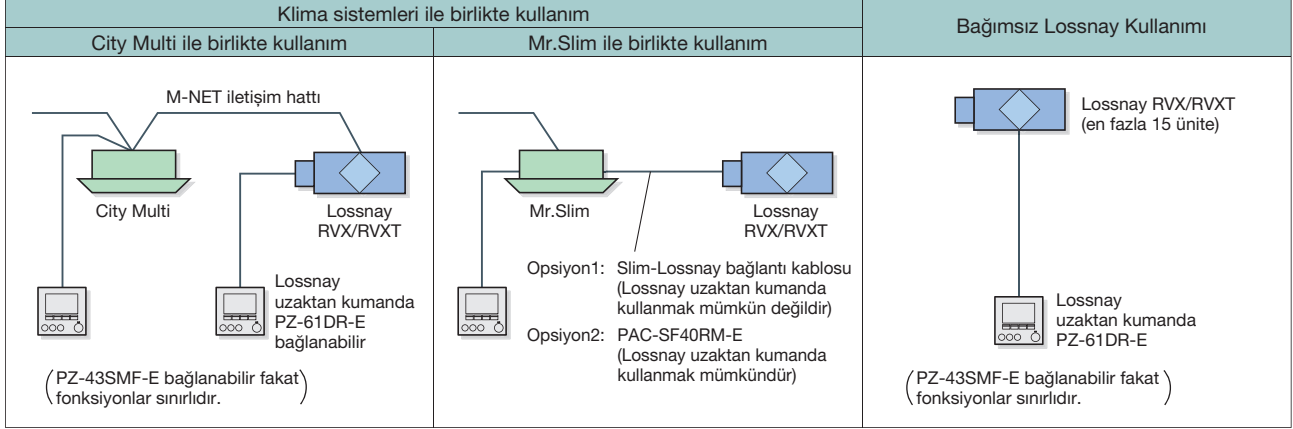 Klima sistemleri ile birlikte kullanım
Bağımsız Lossnay Kullanımı
City Multi ile birlikte kullanım
Mr.Slim ile birlikte kullanım
M-NET iletişim hattı
City Multi
Lossnay
RVX/RVXT
Lossnay
uzaktan kumanda
PZ-61DR-E
bağlanabilir
(PZ-43SMF-E bağlanabilir fakat
fonksiyonlar sınırlıdır.)
Mr.Slim
Lossnay
RVX/RVXT
Opsiyon1: Slim-Lossnay bağlantı kablosu
(Lossnay uzaktan kumanda
kullanmak mümkün değildir)
Opsiyon2: PAC-SF40RM-E
(Lossnay uzaktan kumanda
kullanmak mümkündür)
Lossnay RVX/RVXT
(en fazla 15 ünite)
Lossnay
uzaktan kumanda
PZ-61DR-E
(PZ-43SMF-E bağlanabilir fakat
fonksiyonlar sınırlıdır.)